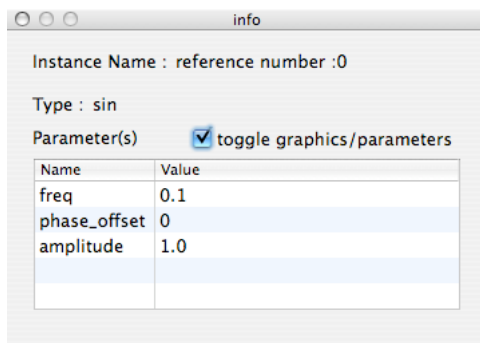 info
Instance Name : reference number :0
Type : sin
Parameter(s) toggle graphics/parameters
Name Value
freq 0.1
phase_offset 0
amplitude 1.0